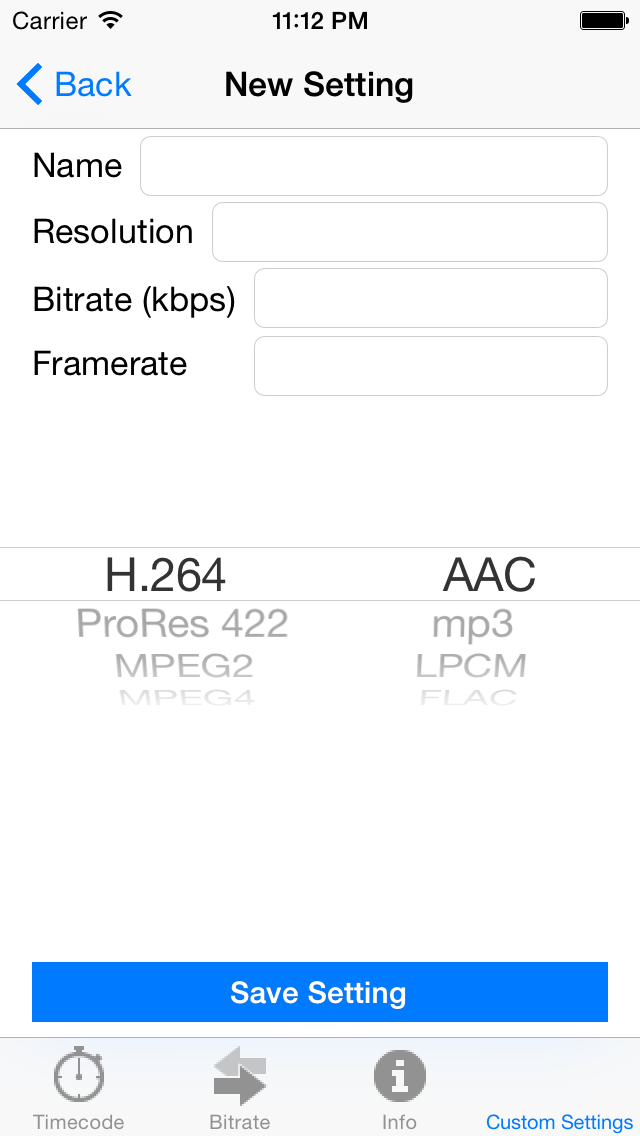 Carrier 11:12 PM
Back New Setting
Name
Resolution
Bitrate (kbps)
Framerate
H.264 AAC
ProRes 422 mp3
MPEG2 LPCM
MPEG4 FLAC
Save Setting
Timecode Bitrate Info Custom Settings